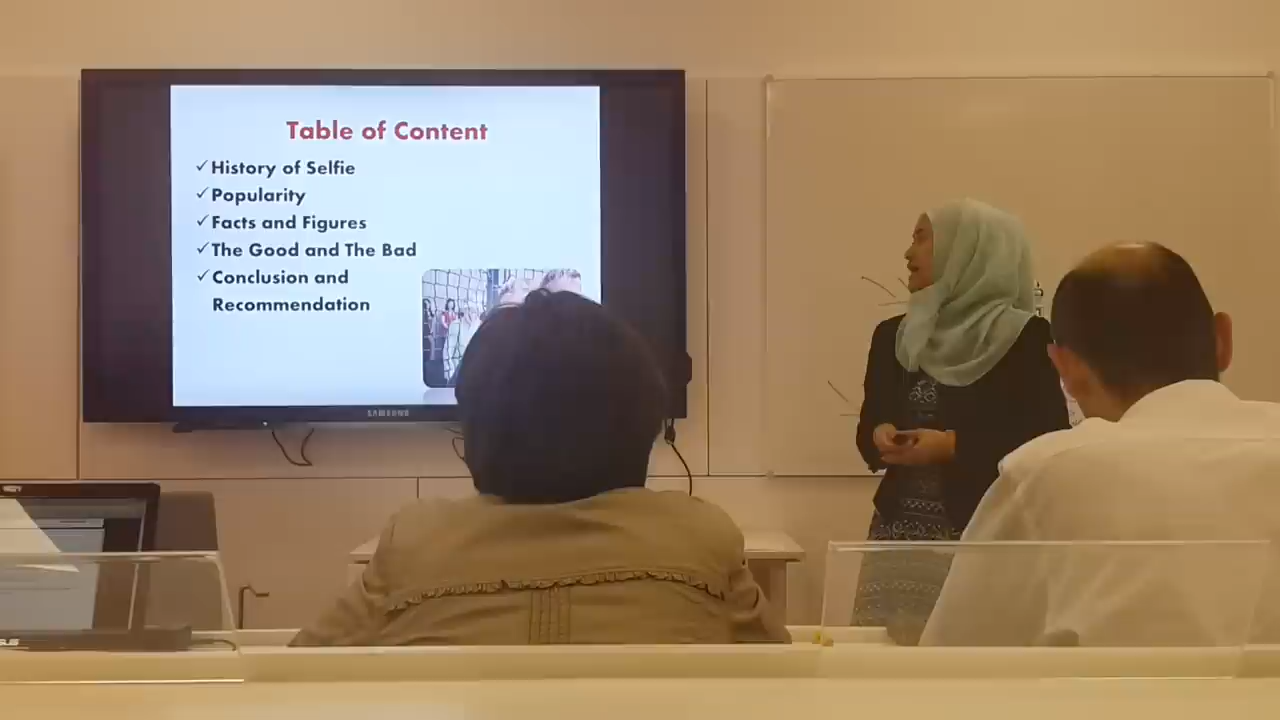 Table of Content
✓ History of Selfie
✓ Popularity
✓ Facts and Figures
✓ The Good and The Bad
✓ Conclusion and
Recommendation
SAMSUNG